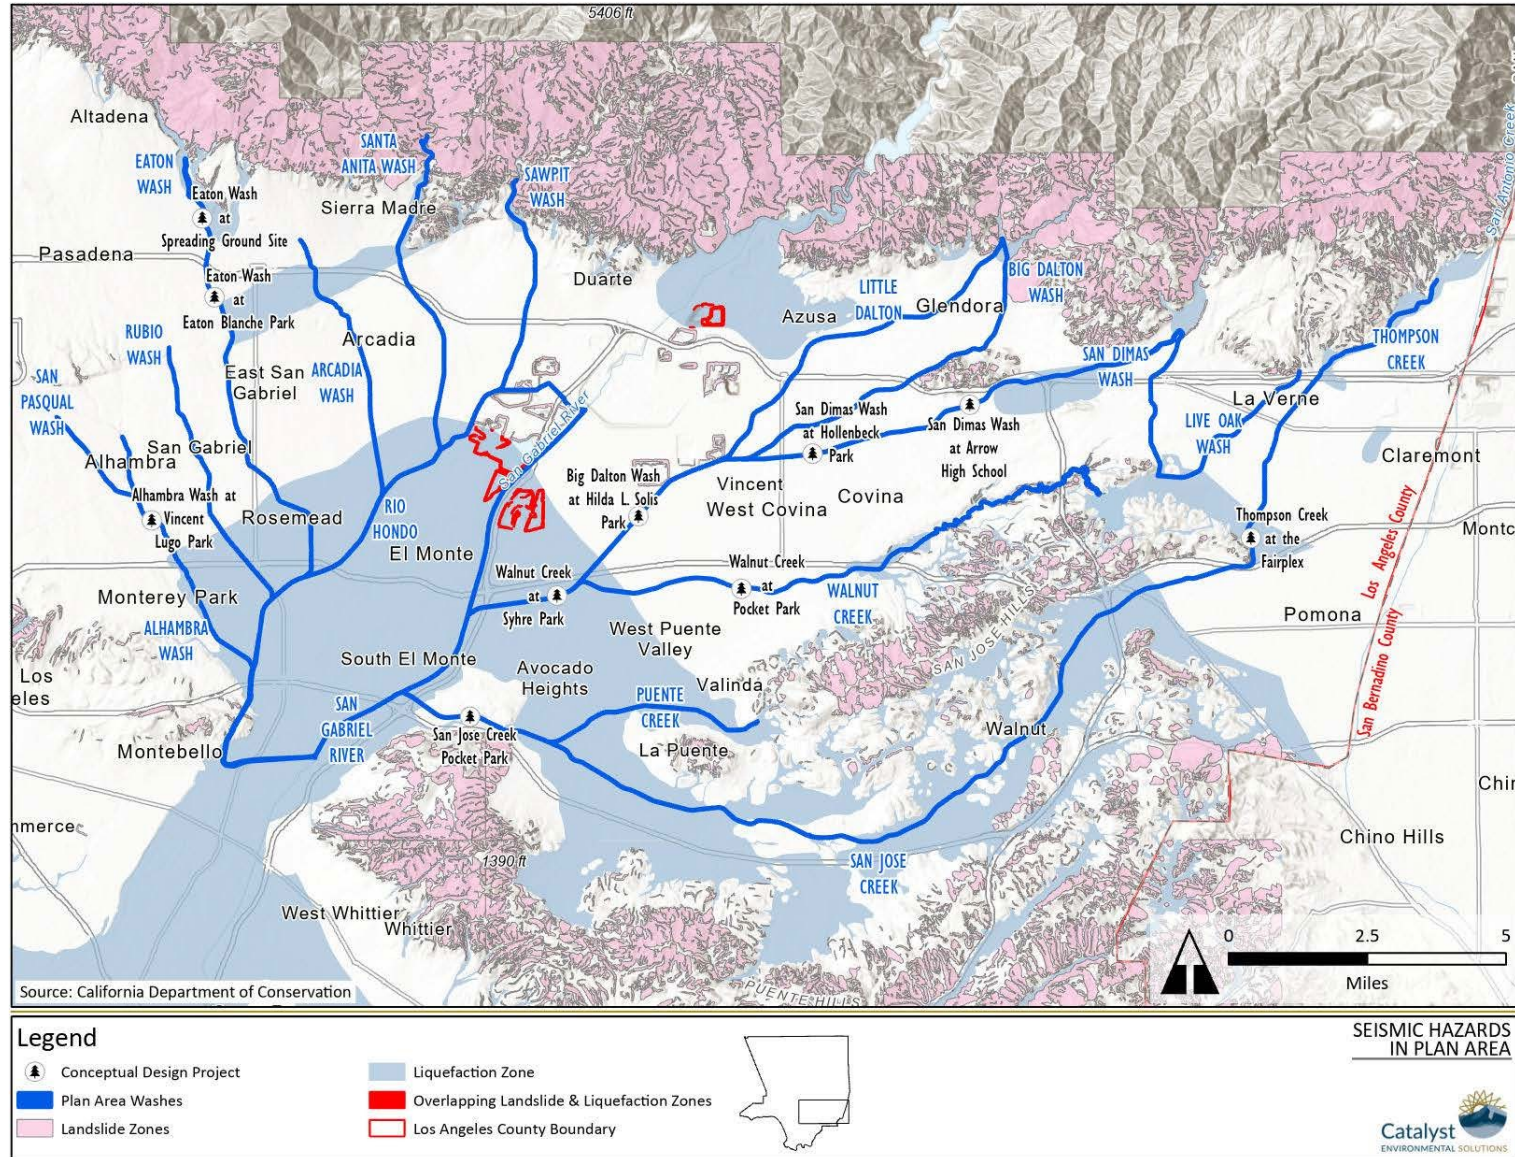 5406 ft
Altadena
EATON
WASH
SANTA
ANITA WASH
SAWPIT
WASH
San Antonio Creek
Eaton Wash
at
Spreading Ground Site
Sierra Madre
Pasadena
Eaton Wash
at
Eaton Blanche Park
Duarte
LITTLE
DALTON
BIG DALTON
WASH
Glendora
Azusa
RUBIO
WASH
Arcadia
SAN
PASQUAL
WASH
East San
Gabriel
ARCADIA
WASH
SAN DIMAS
WASH
THOMPSON
CREEK
La Verne
LIVE OAK
WASH
San Dimas Wash
at Hollenbeck
Park
San Dimas Wash
at Arrow
High School
San Gabriel
Alhambra
San Gabriel River
Claremont
Alhambra Wash at
Vincent
Lugo Park
Rosemead
RIO
HONDO
El Monte
Big Dalton Wash
at Hilda L. Solis
Park
Vincent
West Covina
Covina
Thompson Creek
at the
Fairplex
Montc
Los Angeles County
San Bernadino County
Monterey Park
ALHAMBRA
WASH
Walnut Creek
at
Syhre Park
Walnut Creek
at
Pocket Park
WALNUT
CREEK
Pomona
West Puente
Valley
SAN JOSE HILLS
Los
eles
South El Monte
Avocado
Heights
Valinda
PUENTE
CREEK
SAN
GABRIEL
RIVER
San Jose Creek
Pocket Park
La Puente
Walnut
Montebello
Chir
mmerce
1390 ft
SAN JOSE
CREEK
Chino Hills
West Whittier
Whittier
PUENTE HILLS
0 2.5 5
Miles
Source: California Department of Conservation
Legend
Conceptual Design Project
Plan Area Washes
Landslide Zones
Liquefaction Zone
Overlapping Landslide & Liquefaction Zones
Los Angeles County Boundary
SEISMIC HAZARDS
IN PLAN AREA
Catalyst
ENVIRONMENTAL SOLUTIONS